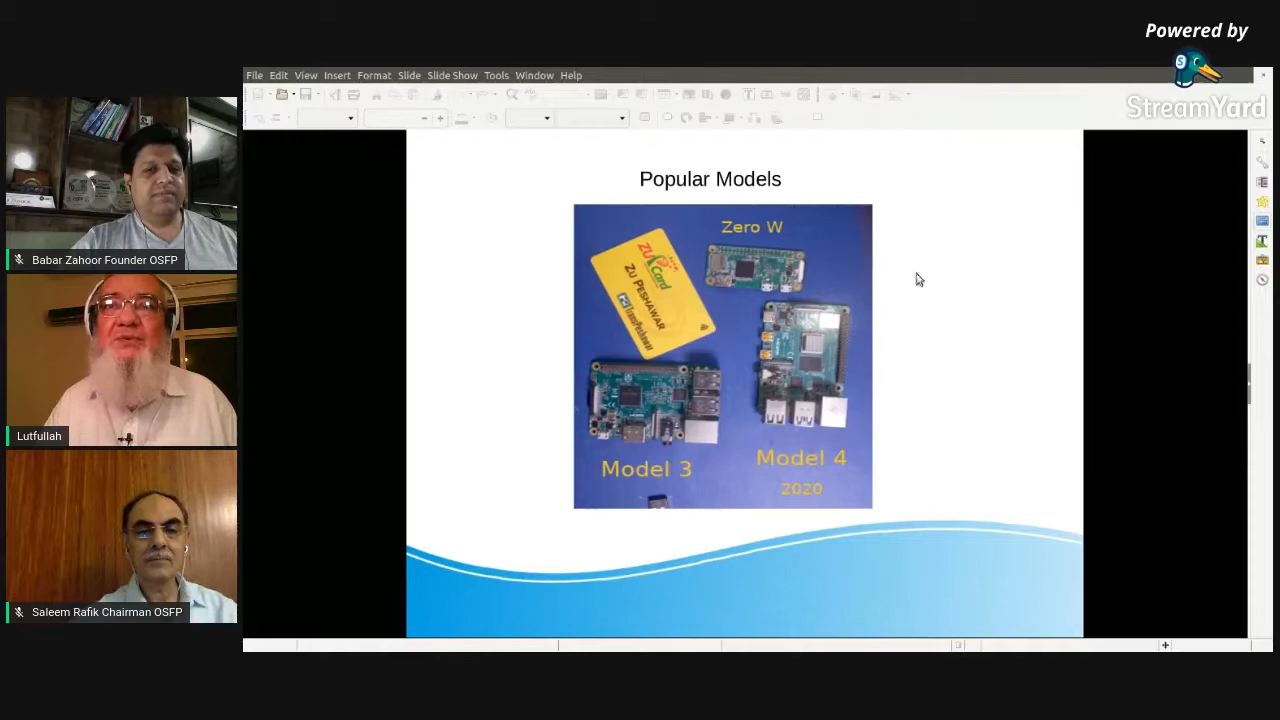 Powered by
StreamYard
File Edit View Insert Format Slide Slide Show Tools Window Help
Babar Zahoor Founder OSFP
Lutfullah
Saleem Rafik Chairman OSFP
Popular Models
Zero W
ZU
Card
ZU PESHAWAR
TransPeshawar
Model 3
Model 4
2020